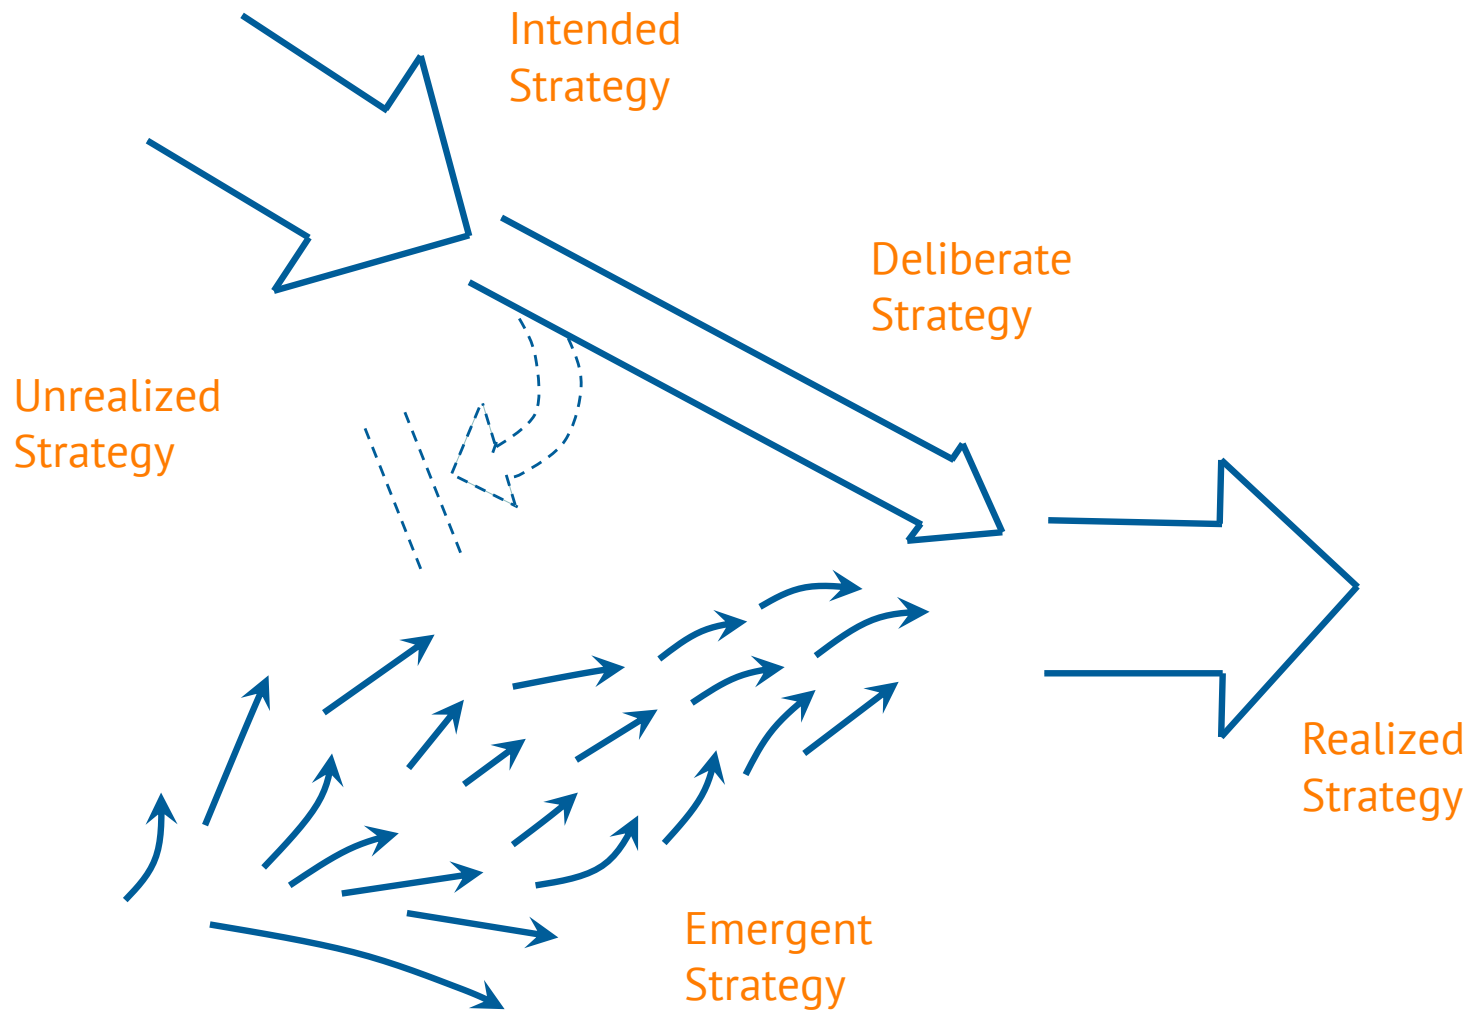 Intended
Strategy
Deliberate
Strategy
Unrealized
Strategy
Realized
Strategy
Emergent
Strategy